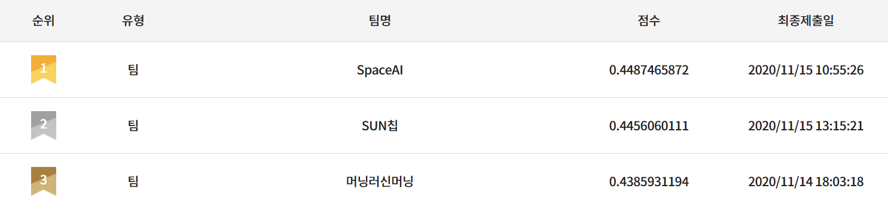 순위 유형 팀명 점수 최종제출일
1 팀 SpaceAI 0.4487465872 2020/11/15 10:55:26
2 팀 SUN칩 0.4456060111 2020/11/15 13:15:21
3 팀 머닝러신머닝 0.4385931194 2020/11/14 18:03:18